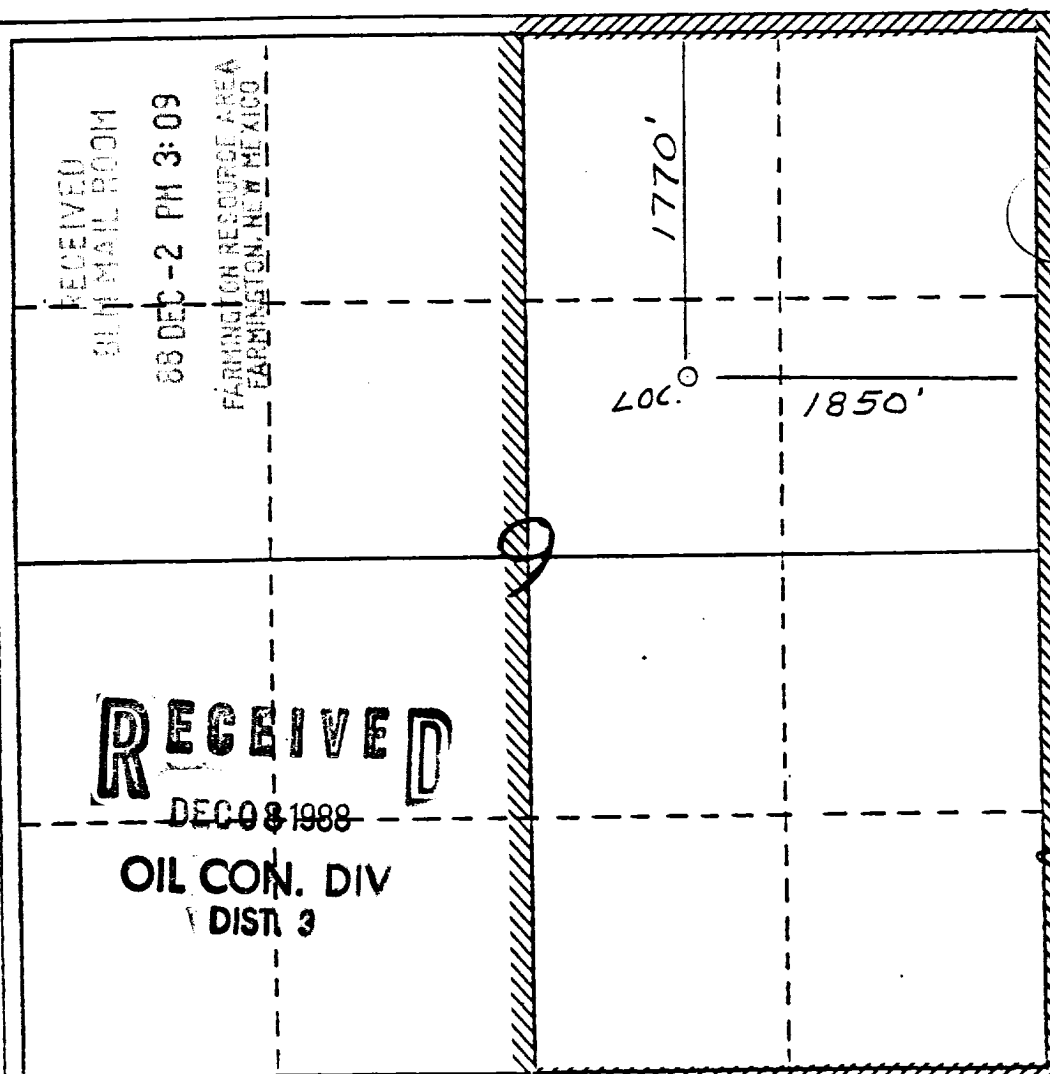 RECEIVED
BLM MAIL ROOM
88 DEC -2 PM 3:09
FARMINGTON RESOURCE AREA
FARMINGTON, NEW MEXICO
1770'
LOC.
1850'
9
RECEIVED
DEC 08 1988
OIL CON. DIV
DIST. 3